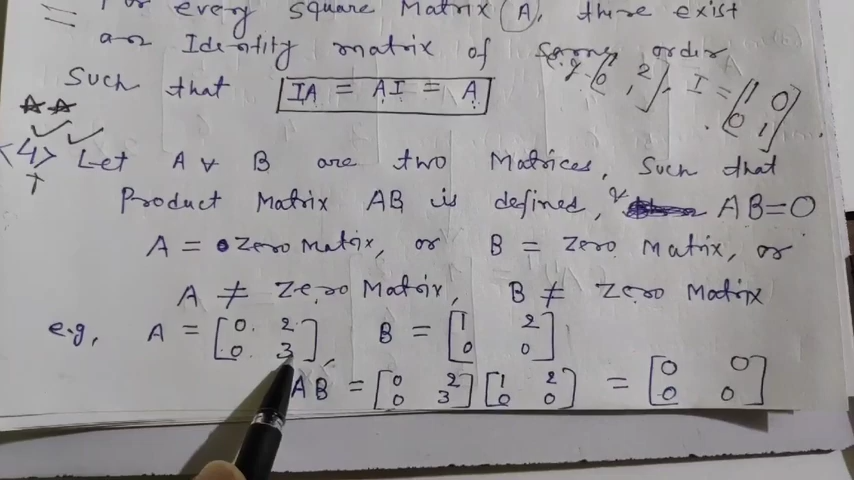 For every square Matrix (A), there exist
an Identity matrix of same order
Such that IA = AI = A e.g [ 2 0 , ] I = [1 0 0 1]
<4> Let A & B are two Matrices, Such that
Product Matrix AB is defined, & AB=0
A = Zero Matrix, or B = Zero Matrix, or
A ≠ Zero Matrix, B ≠ Zero Matrix
e.g, A = [0 2 0 3], B = [1 2 0 0]
AB = [0 2 0 3] [1 2 0 0] = [0 0 0 0]